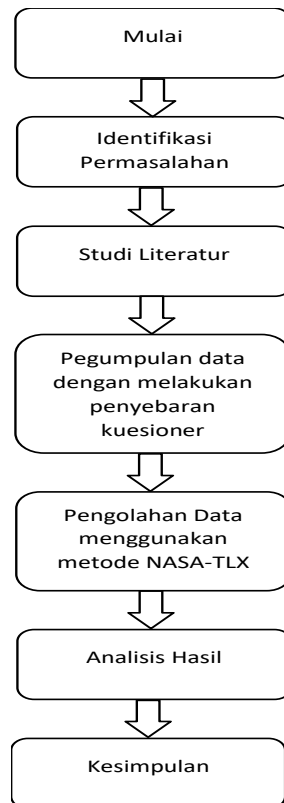 Mulai
Identifikasi
Permasalahan
Studi Literatur
Pegumpulan data
dengan melakukan
penyebaran
kuesioner
Pengolahan Data
menggunakan
metode NASA-TLX
Analisis Hasil
Kesimpulan